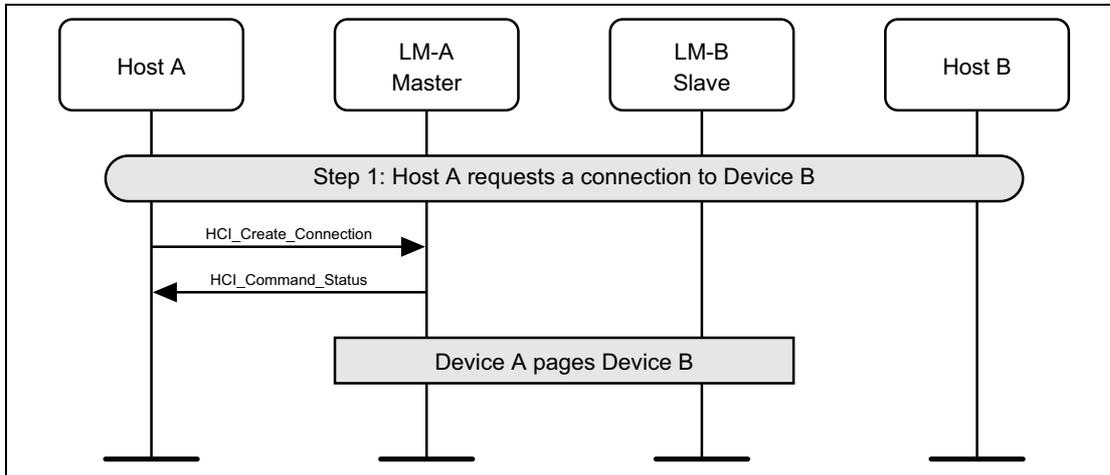 Host A
LM-A
Master
LM-B
Slave
Host B
Step 1: Host A requests a connection to Device B
HCI_Create_Connection
HCI_Command_Status
Device A pages Device B